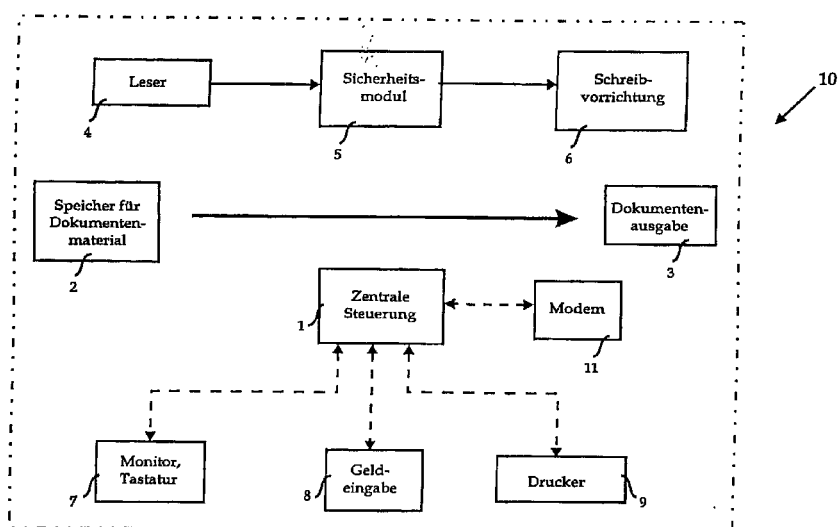 Leser
4
Sicherheits-
modul
5
Schreib-
vorrichtung
6
10
Speicher für
Dokumenten-
material
2
Dokumenten-
ausgabe
3
Zentrale
Steuerung
1
Modem
11
Monitor,
Tastatur
7
Geld-
eingabe
8
Drucker
9